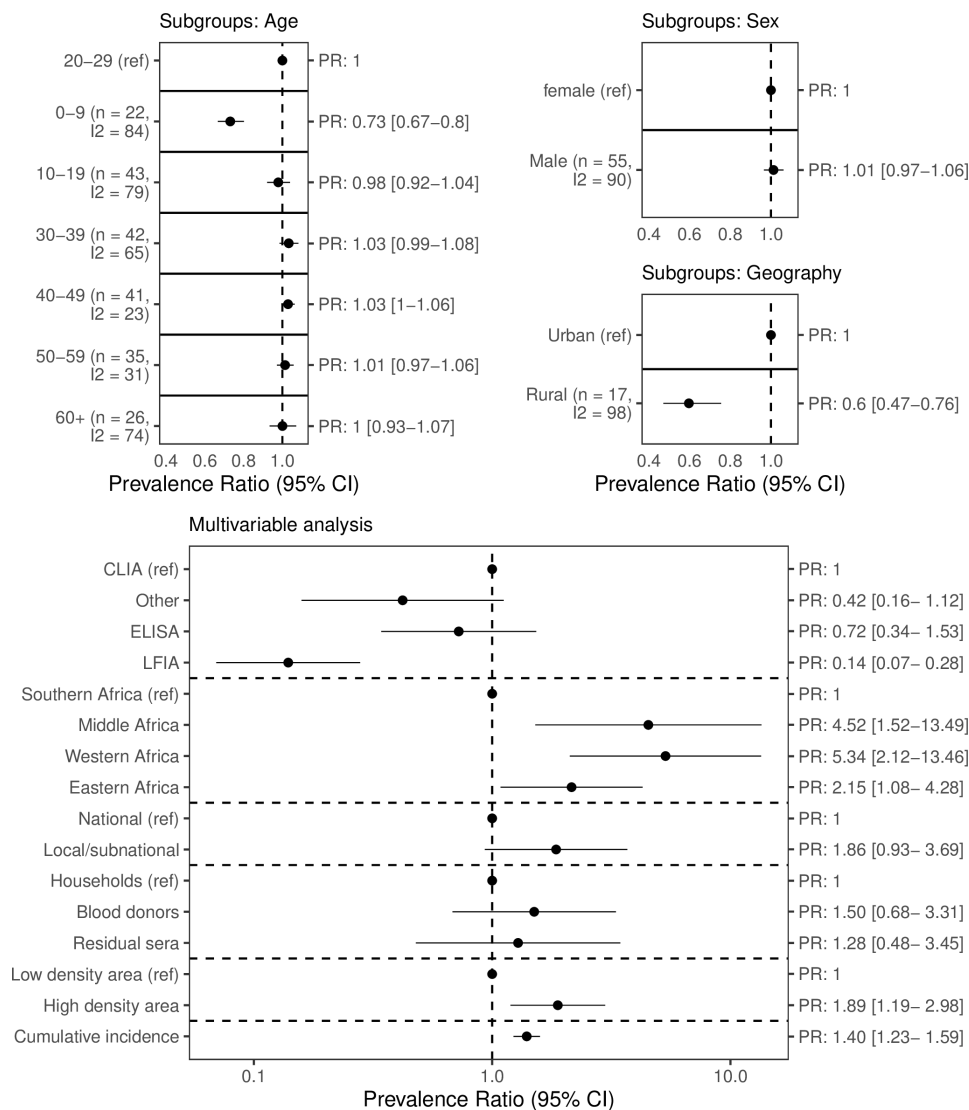 Subgroups: Age
20−29 (ref)
PR: 1
0−9 (n = 22,
I2 = 84)
PR: 0.73 [0.67−0.8]
10−19 (n = 43,
I2 = 79)
PR: 0.98 [0.92−1.04]
30−39 (n = 42,
I2 = 65)
PR: 1.03 [0.99−1.08]
40−49 (n = 41,
I2 = 23)
PR: 1.03 [1−1.06]
50−59 (n = 35,
I2 = 31)
PR: 1.01 [0.97−1.06]
60+ (n = 26,
I2 = 74)
PR: 1 [0.93−1.07]
0.4 0.6 0.8 1.0
Prevalence Ratio (95% CI)
Subgroups: Sex
female (ref)
PR: 1
Male (n = 55,
I2 = 90)
PR: 1.01 [0.97−1.06]
0.4 0.6 0.8 1.0
Subgroups: Geography
Urban (ref)
PR: 1
Rural (n = 17,
I2 = 98)
PR: 0.6 [0.47−0.76]
0.4 0.6 0.8 1.0
Prevalence Ratio (95% CI)
Multivariable analysis
CLIA (ref) PR: 1
Other PR: 0.42 [0.16− 1.12]
ELISA PR: 0.72 [0.34− 1.53]
LFIA PR: 0.14 [0.07− 0.28]
Southern Africa (ref) PR: 1
Middle Africa PR: 4.52 [1.52−13.49]
Western Africa PR: 5.34 [2.12−13.46]
Eastern Africa PR: 2.15 [1.08− 4.28]
National (ref) PR: 1
Local/subnational PR: 1.86 [0.93− 3.69]
Households (ref) PR: 1
Blood donors PR: 1.50 [0.68− 3.31]
Residual sera PR: 1.28 [0.48− 3.45]
Low density area (ref) PR: 1
High density area PR: 1.89 [1.19− 2.98]
Cumulative incidence PR: 1.40 [1.23− 1.59]
0.1 1.0 10.0
Prevalence Ratio (95% CI)